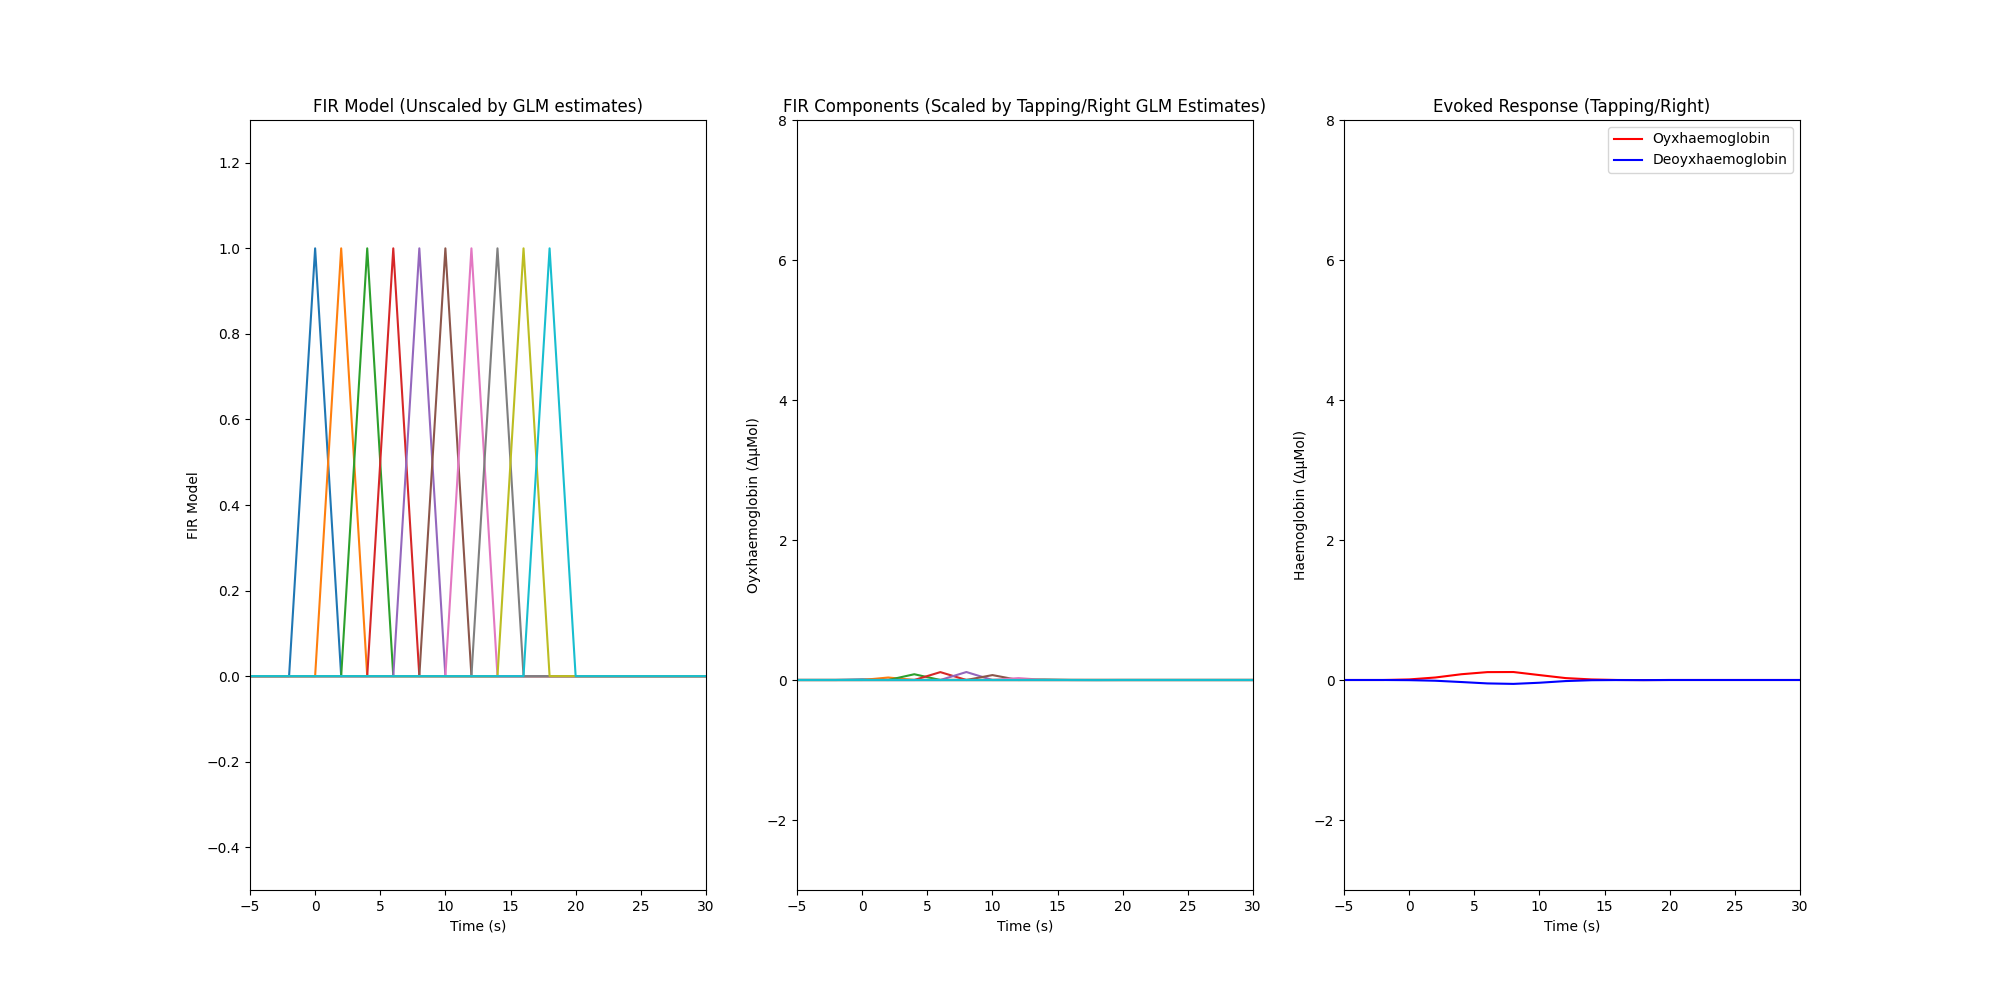 FIR Model (Unscaled by GLM estimates)
FIR Model
1.2
1.0
0.8
0.6
0.4
0.2
0.0
−0.2
−0.4
−5 0 5 10 15 20 25 30
Time (s)
FIR Components (Scaled by Tapping/Right GLM Estimates)
Oyxhaemoglobin (ΔμMol)
8
6
4
2
0
−2
−5 0 5 10 15 20 25 30
Time (s)
Evoked Response (Tapping/Right)
Oyxhaemoglobin
Deoyxhaemoglobin
Haemoglobin (ΔμMol)
8
6
4
2
0
−2
−5 0 5 10 15 20 25 30
Time (s)